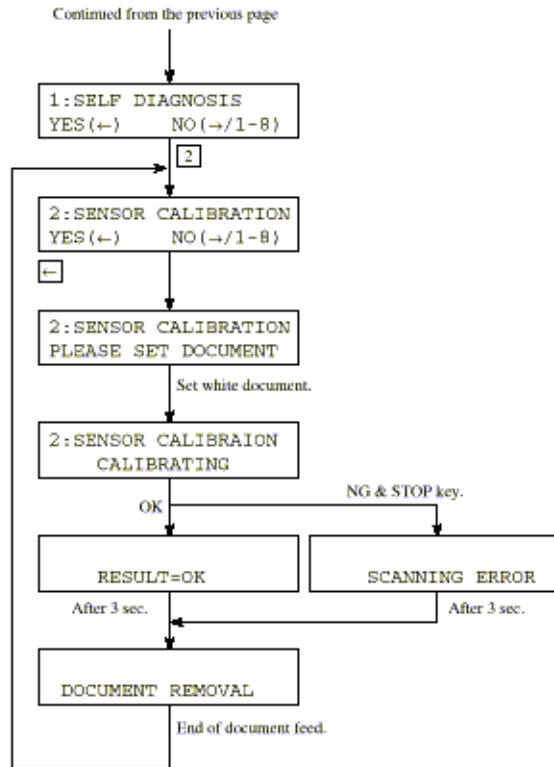 Continued from the previous page
1:SELF DIAGNOSIS
YES(←) NO(→/1-8)
2
2:SENSOR CALIBRATION
YES(←) NO(→/1-8)
←
2:SENSOR CALIBRATION
PLEASE SET DOCUMENT
Set white document.
2:SENSOR CALIBRAION
CALIBRATING
NG & STOP key.
OK
RESULT=OK
SCANNING ERROR
After 3 sec.
After 3 sec.
DOCUMENT REMOVAL
End of document feed.